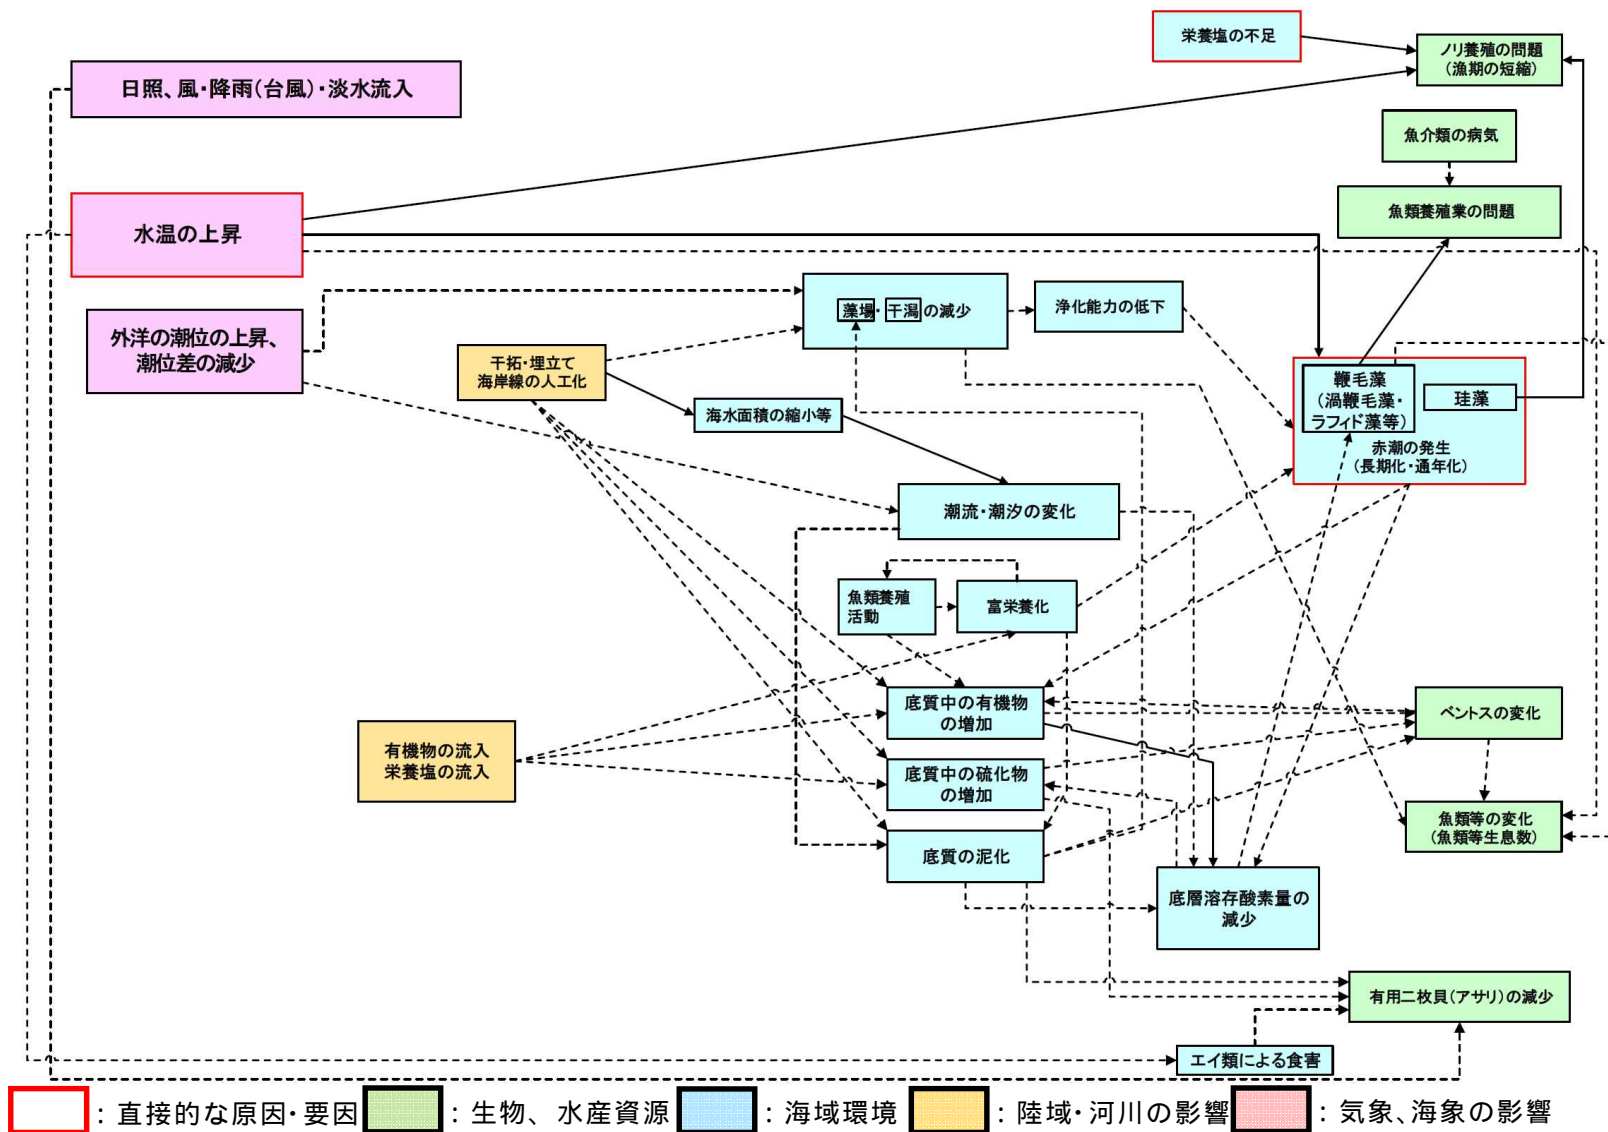 栄養塩の不足
ノリ養殖の問題
(漁期の短縮)
日照、風・降雨(台風)・淡水流入
魚介類の病気
魚類養殖業の問題
水温の上昇
藻場・干潟の減少
浄化能力の低下
外洋の潮位の上昇、
潮位差の減少
干拓・埋立て
海岸線の人工化
鞭毛藻
(渦鞭毛藻・
ラフィド藻等)
珪藻
赤潮の発生
(長期化・通年化)
海水面積の縮小等
潮流・潮汐の変化
魚類養殖
活動
富栄養化
底質中の有機物
の増加
ベントスの変化
有機物の流入
栄養塩の流入
底質中の硫化物
の増加
魚類等の変化
(魚類等生息数)
底質の泥化
底層溶存酸素量の
減少
有用二枚貝(アサリ)の減少
エイ類による食害
：直接的な原因・要因
：生物、水産資源
：海域環境
：陸域・河川の影響
：気象、海象の影響